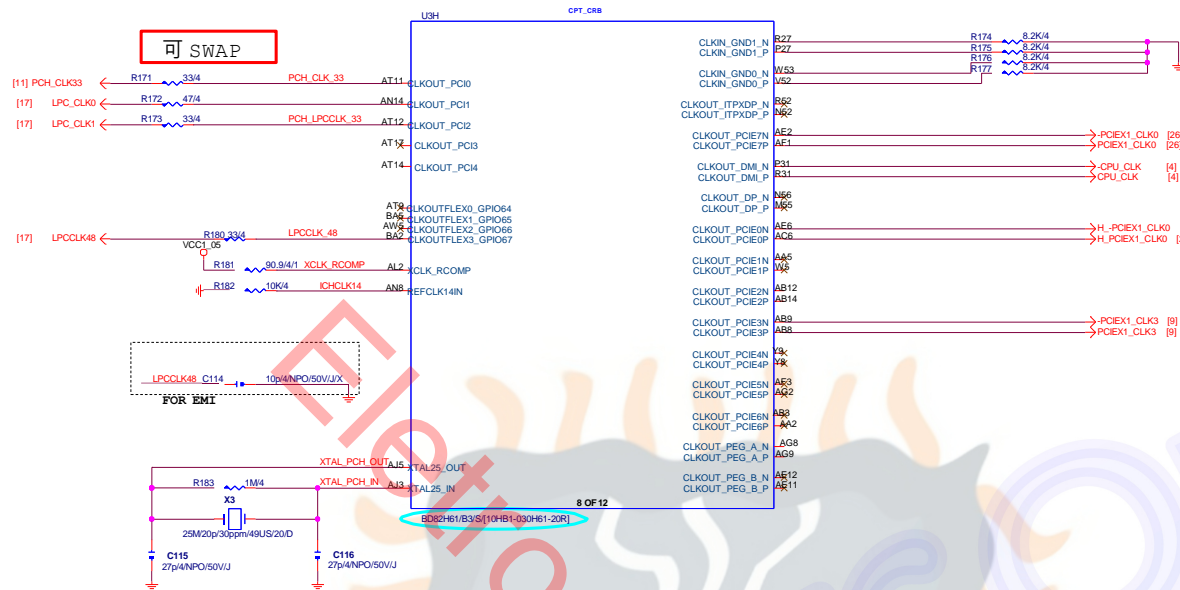 CPT_CRB
U3H
可 SWAP
[11] PCH_CLK33 R171 33/4 PCH_CLK_33 AT11 CLKOUT_PCI0
[17] LPC_CLK0 R172 47/4 AN14 CLKOUT_PCI1
[17] LPC_CLK1 R173 33/4 PCH_LPCCLK_33 AT12 CLKOUT_PCI2
AT17 CLKOUT_PCI3
AT14 CLKOUT_PCI4
AT9 CLKOUTFLEX0_GPIO64
BA5 CLKOUTFLEX1_GPIO65
AW5 CLKOUTFLEX2_GPIO66
[17] LPCCLK48 R180 33/4 LPCCLK_48 BA2 CLKOUTFLEX3_GPIO67
VCC1_05
R181 90.9/4/1 XCLK_RCOMP AL2 XCLK_RCOMP
R182 10K/4 ICHCLK14 AN8 REFCLK14IN
LPCCLK48 C114 10p/4/NPO/50V/J/X
FOR EMI
XTAL_PCH_OUT AJ5 XTAL25_OUT
R183 1M/4 XTAL_PCH_IN AJ3 XTAL25_IN
X3
25M/20p/30ppm/49US/20/D
C115
27p/4/NPO/50V/J
C116
27p/4/NPO/50V/J
CLKIN_GND1_N R27 R174 8.2K/4
CLKIN_GND1_P P27 R175 8.2K/4
CLKIN_GND0_N W53 R176 8.2K/4
CLKIN_GND0_P V52 R177 8.2K/4
CLKOUT_ITPXDP_N R52
CLKOUT_ITPXDP_P N52
CLKOUT_PCIE7N AE2 -PCIEX1_CLK0 [26
CLKOUT_PCIE7P AF1 PCIEX1_CLK0 [26
CLKOUT_DMI_N P31 -CPU_CLK [4]
CLKOUT_DMI_P R31 CPU_CLK [4]
CLKOUT_DP_N N56
CLKOUT_DP_P M55
CLKOUT_PCIE0N AE6 H_-PCIEX1_CLK0
CLKOUT_PCIE0P AC6 H_PCIEX1_CLK0
CLKOUT_PCIE1N AA5
CLKOUT_PCIE1P W5
CLKOUT_PCIE2N AB12
CLKOUT_PCIE2P AB14
CLKOUT_PCIE3N AB9 -PCIEX1_CLK3 [9]
CLKOUT_PCIE3P AB8 PCIEX1_CLK3 [9]
CLKOUT_PCIE4N Y9
CLKOUT_PCIE4P Y8
CLKOUT_PCIE5N AF3
CLKOUT_PCIE5P AG2
CLKOUT_PCIE6N AB3
CLKOUT_PCIE6P AA2
CLKOUT_PEG_A_N AG8
CLKOUT_PEG_A_P AG9
CLKOUT_PEG_B_N AE12
CLKOUT_PEG_B_P AE11
8 OF 12
BD82H61/B3/S/[10HB1-030H61-20R]
Eletro